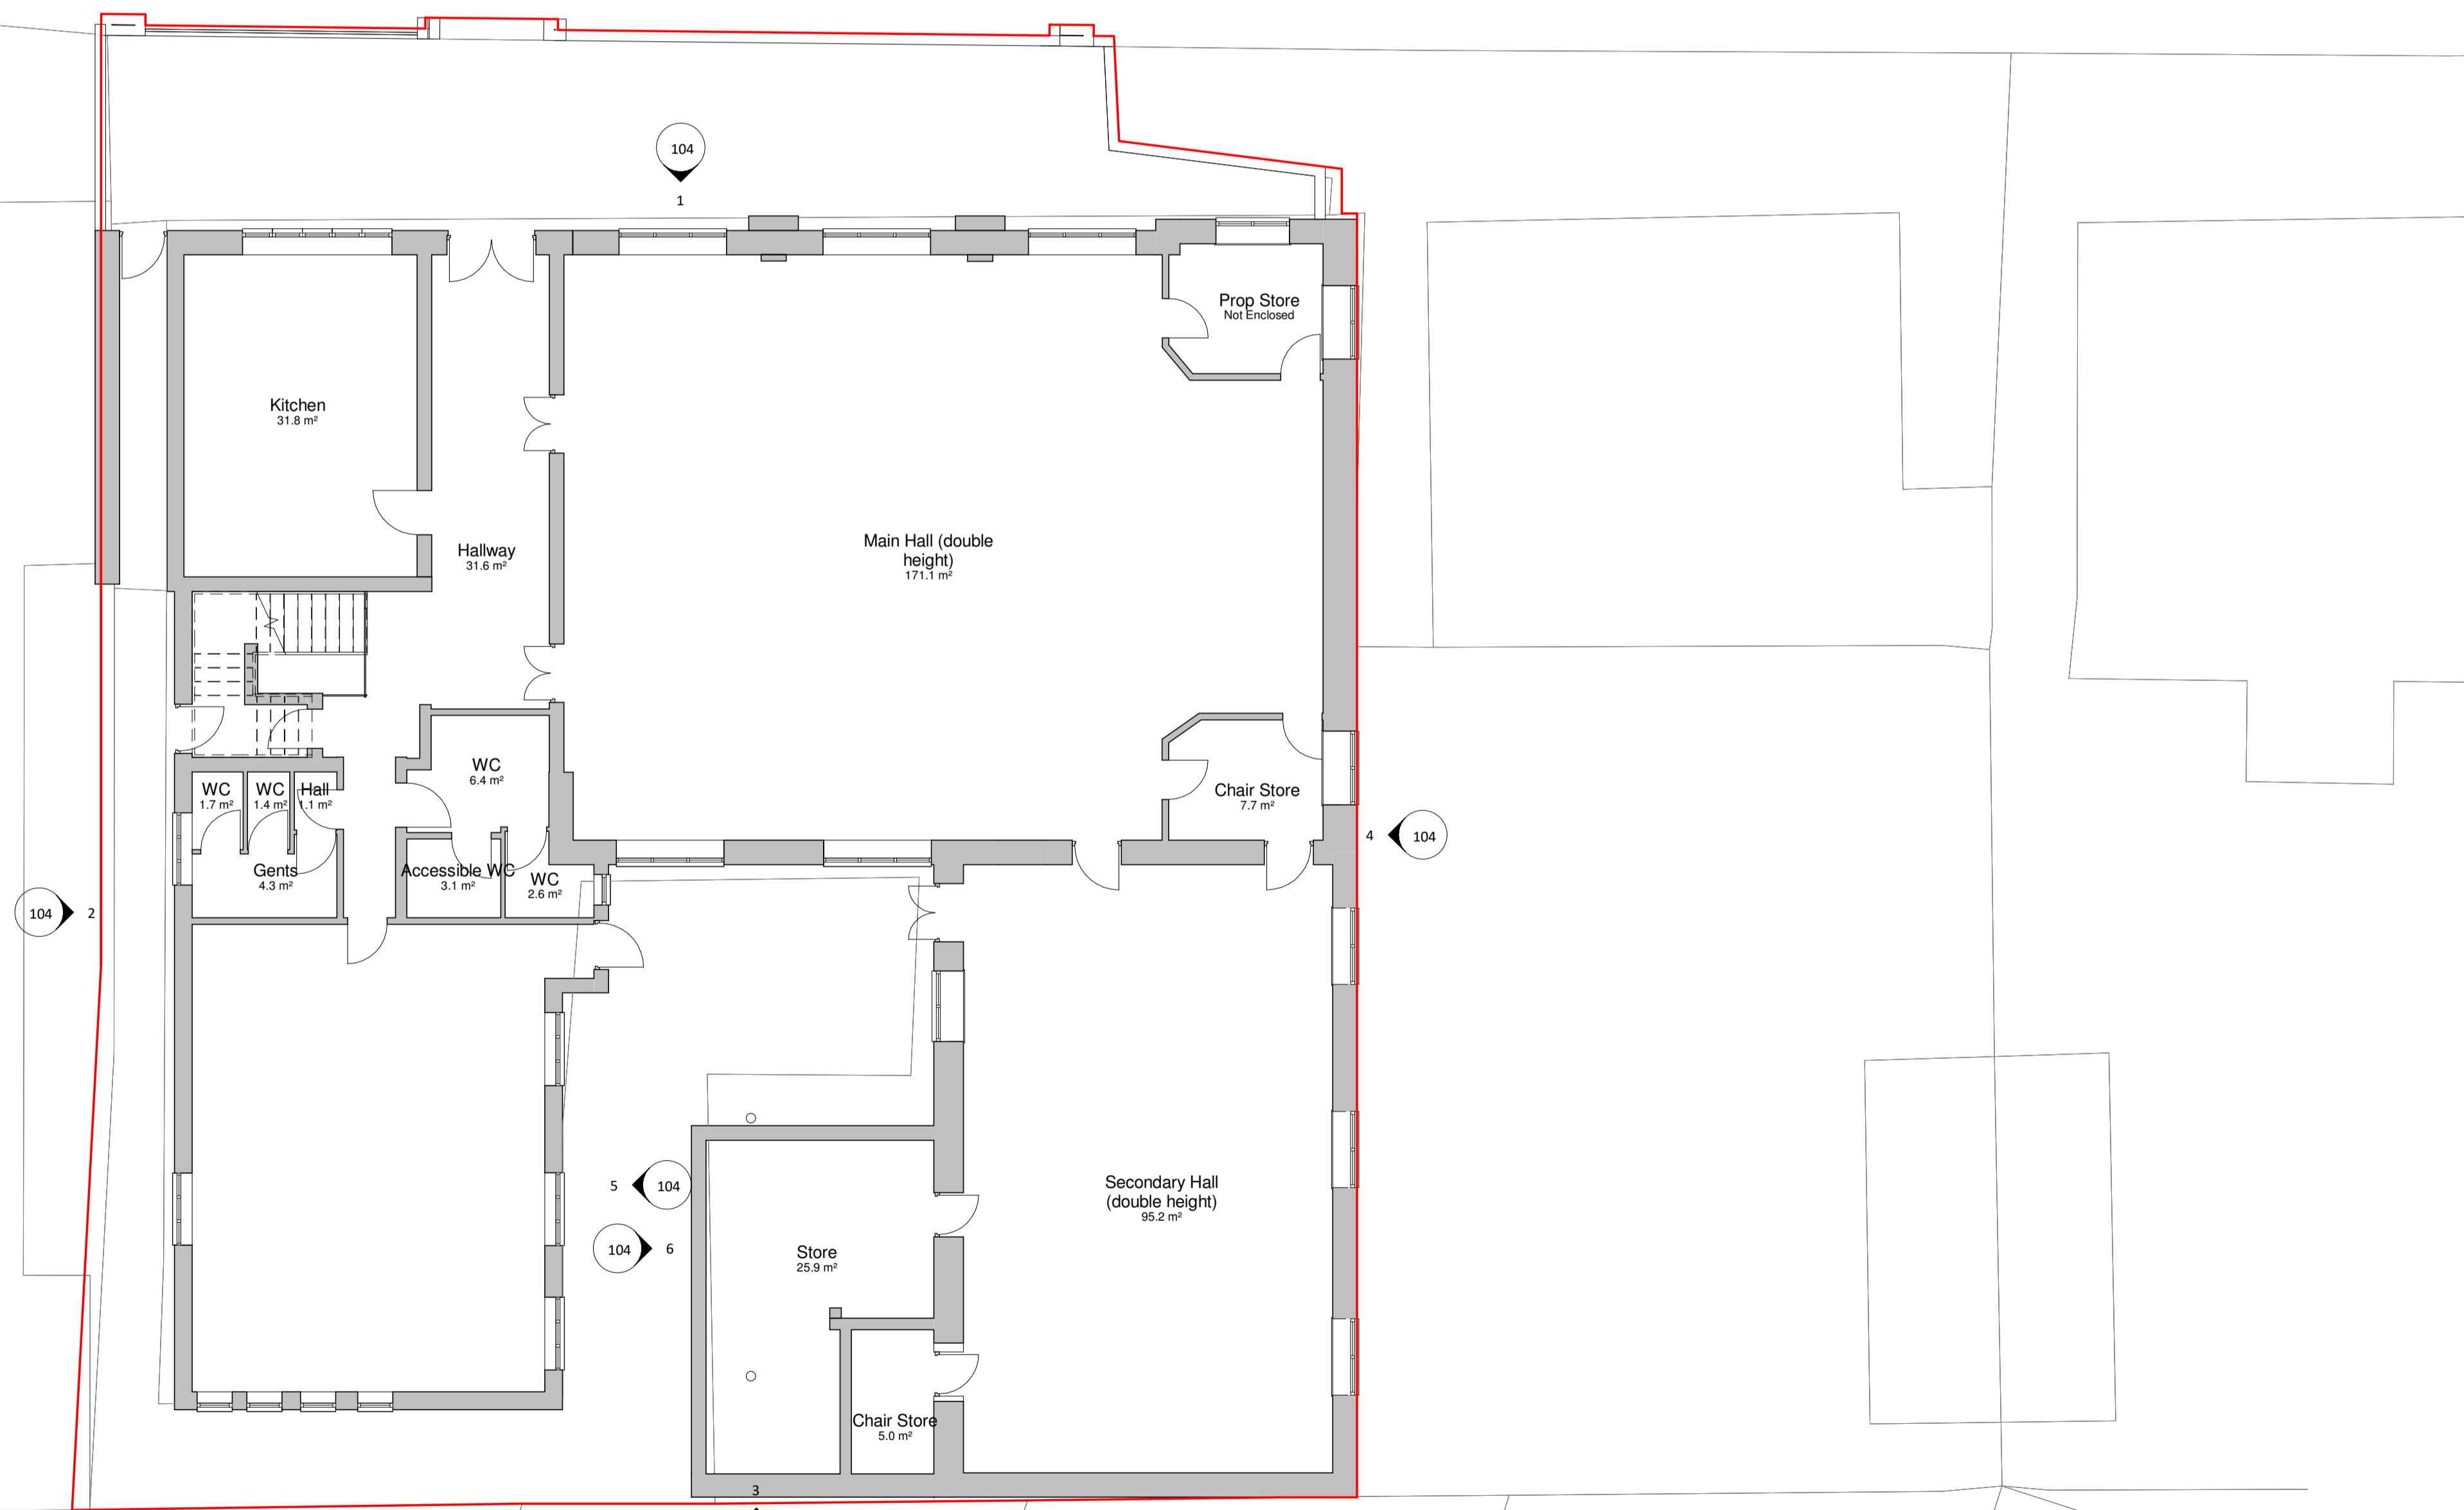 104
1
Prop Store
Not Enclosed
Kitchen
31.8 m²
Hallway
31.6 m²
Main Hall (double
height)
171.1 m²
WC
6.4 m²
WC
1.7 m²
WC
1.4 m²
Hall
1.1 m²
Chair Store
7.7 m²
4
104
Gents
4.3 m²
Accessible WC
3.1 m²
WC
2.6 m²
104
2
5
104
104
6
Secondary Hall
(double height)
95.2 m²
Store
25.9 m²
Chair Store
5.0 m²
3